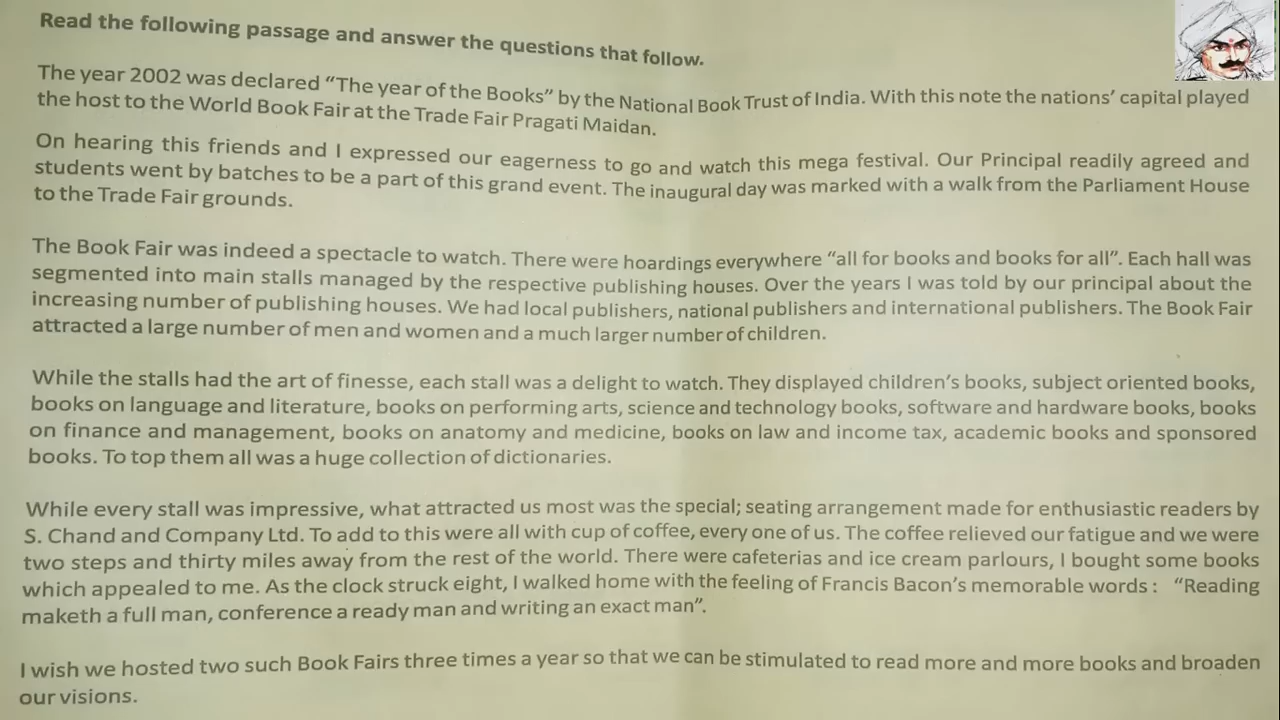 Read the following passage and answer the questions that follow.
The year 2002 was declared “The year of the Books” by the National Book Trust of India. With this note the nations’ capital played
the host to the World Book Fair at the Trade Fair Pragati Maidan.
On hearing this friends and I expressed our eagerness to go and watch this mega festival. Our Principal readily agreed and
students went by batches to be a part of this grand event. The inaugural day was marked with a walk from the Parliament House
to the Trade Fair grounds.
The Book Fair was indeed a spectacle to watch. There were hoardings everywhere “all for books and books for all”. Each hall was
segmented into main stalls managed by the respective publishing houses. Over the years I was told by our principal about the
increasing number of publishing houses. We had local publishers, national publishers and international publishers. The Book Fair
attracted a large number of men and women and a much larger number of children.
While the stalls had the art of finesse, each stall was a delight to watch. They displayed children’s books, subject oriented books,
books on language and literature, books on performing arts, science and technology books, software and hardware books, books
on finance and management, books on anatomy and medicine, books on law and income tax, academic books and sponsored
books. To top them all was a huge collection of dictionaries.
While every stall was impressive, what attracted us most was the special; seating arrangement made for enthusiastic readers by
S. Chand and Company Ltd. To add to this were all with cup of coffee, every one of us. The coffee relieved our fatigue and we were
two steps and thirty miles away from the rest of the world. There were cafeterias and ice cream parlours, I bought some books
which appealed to me. As the clock struck eight, I walked home with the feeling of Francis Bacon’s memorable words : “Reading
maketh a full man, conference a ready man and writing an exact man”.
I wish we hosted two such Book Fairs three times a year so that we can be stimulated to read more and more books and broaden
our visions.